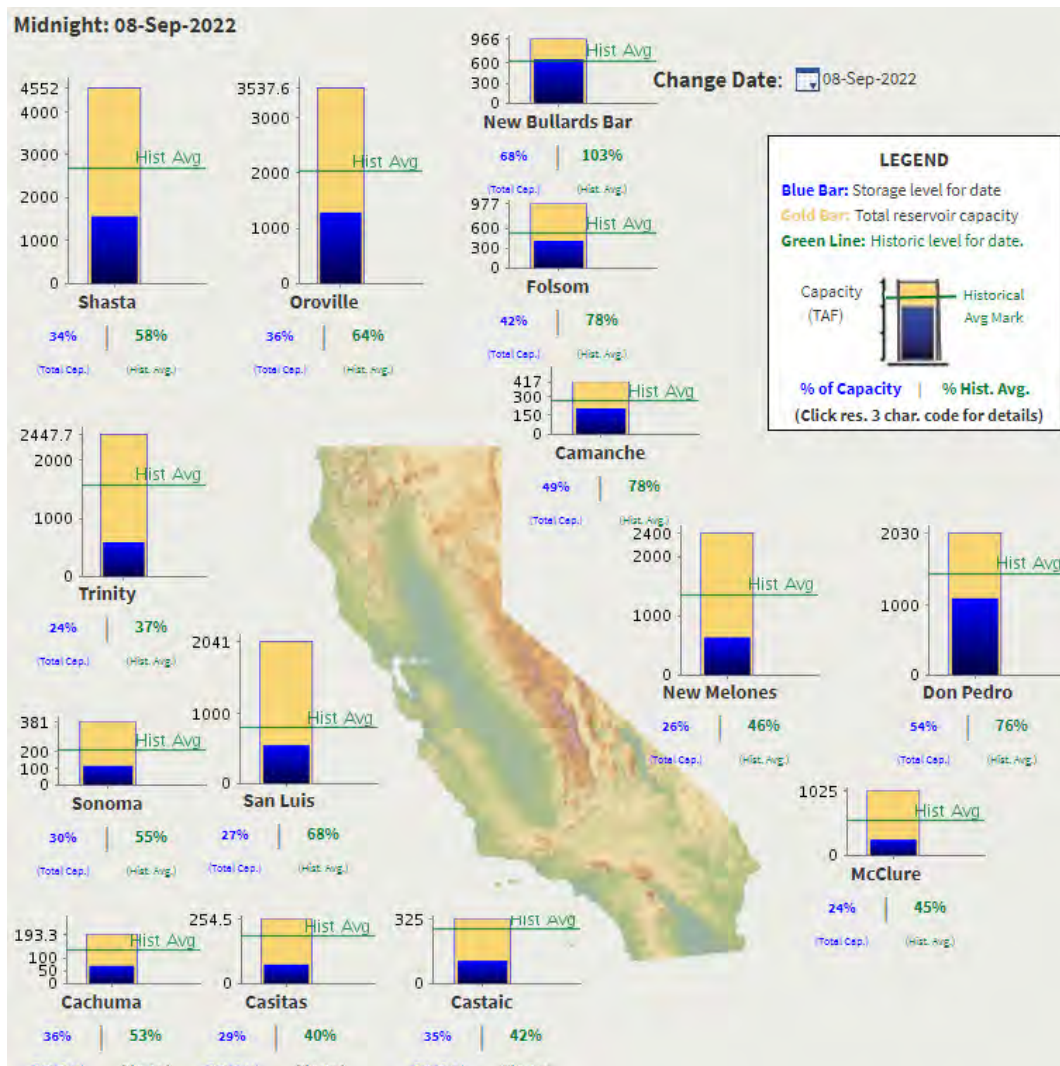 Midnight: 08-Sep-2022
966
600
300
0
Hist Avg
New Bullards Bar
68% | 103%
(Total Cap.) (Hist. Avg.)
Change Date: 08-Sep-2022
4552
4000
3000
2000
1000
0
Hist Avg
Shasta
34% | 58%
(Total Cap.) (Hist. Avg.)
3537.6
3000
2000
1000
0
Hist Avg
Oroville
36% | 64%
(Total Cap.) (Hist. Avg.)
977
600
300
0
Hist Avg
Folsom
42% | 78%
(Total Cap.) (Hist. Avg.)
LEGEND
Blue Bar: Storage level for date
Gold Bar: Total reservoir capacity
Green Line: Historic level for date.
Capacity
(TAF)
Historical
Avg Mark
% of Capacity | % Hist. Avg.
(Click res. 3 char. code for details)
417
300
150
0
Hist Avg
Camanche
49% | 78%
(Total Cap.) (Hist. Avg.)
2447.7
2000
1000
0
Hist Avg
Trinity
24% | 37%
(Total Cap.) (Hist. Avg.)
2400
2000
1000
0
Hist Avg
New Melones
26% | 46%
(Total Cap.) (Hist. Avg.)
2030
1000
0
Hist Avg
Don Pedro
54% | 76%
(Total Cap.) (Hist. Avg.)
381
200
100
0
Hist Avg
Sonoma
30% | 55%
(Total Cap.) (Hist. Avg.)
2041
1000
0
Hist Avg
San Luis
27% | 68%
(Total Cap.) (Hist. Avg.)
1025
0
Hist Avg
McClure
24% | 45%
(Total Cap.) (Hist. Avg.)
193.3
100
50
0
Hist Avg
Cachuma
36% | 53%
254.5
0
Hist Avg
Casitas
29% | 40%
325
0
Hist Avg
Castaic
35% | 42%